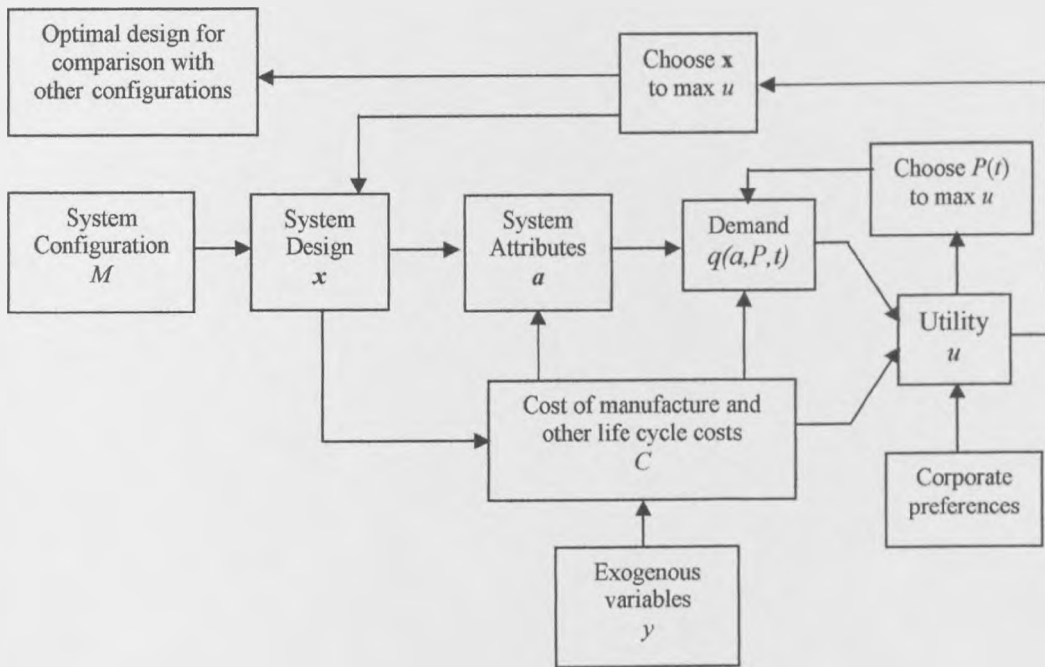 Optimal design for
comparison with
other configurations
Choose x
to max u
Choose P(t)
to max u
System
Configuration
M
System
Design
x
System
Attributes
a
Demand
q(a,P,t)
Utility
u
Cost of manufacture and
other life cycle costs
C
Corporate
preferences
Exogenous
variables
y